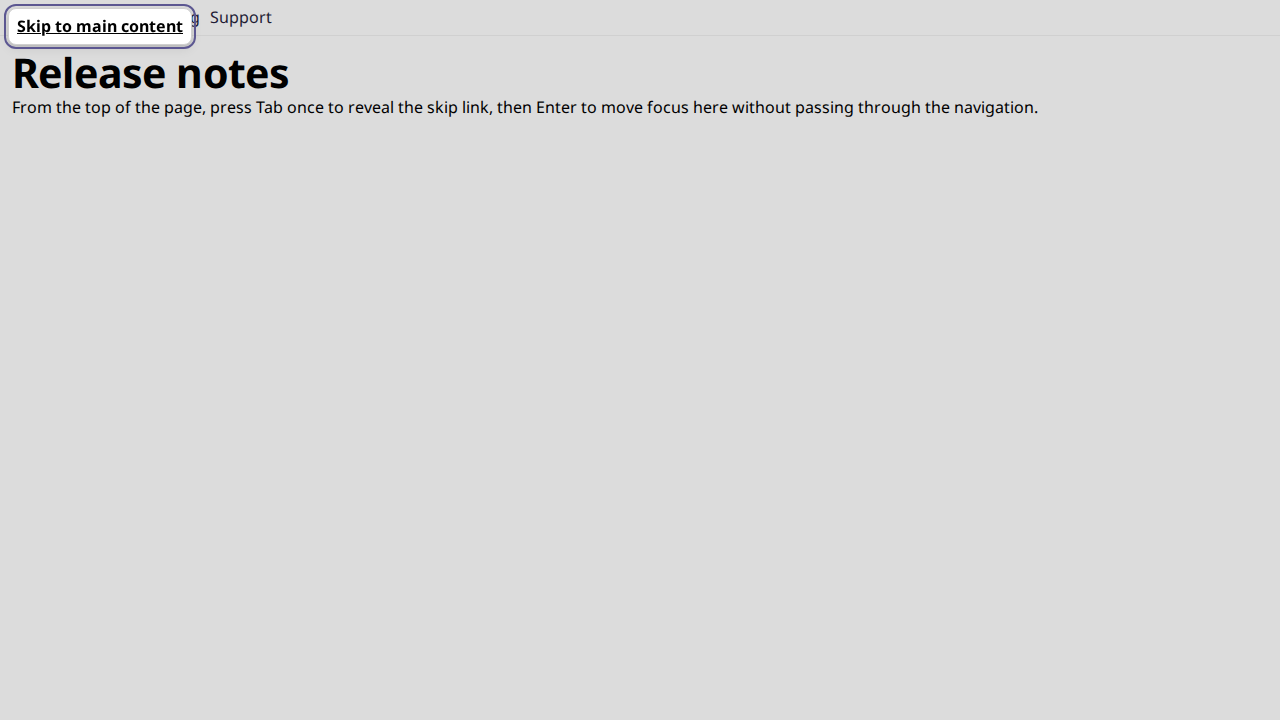 Skip to main content
Support
Release notes
From the top of the page, press Tab once to reveal the skip link, then Enter to move focus here without passing through the navigation.